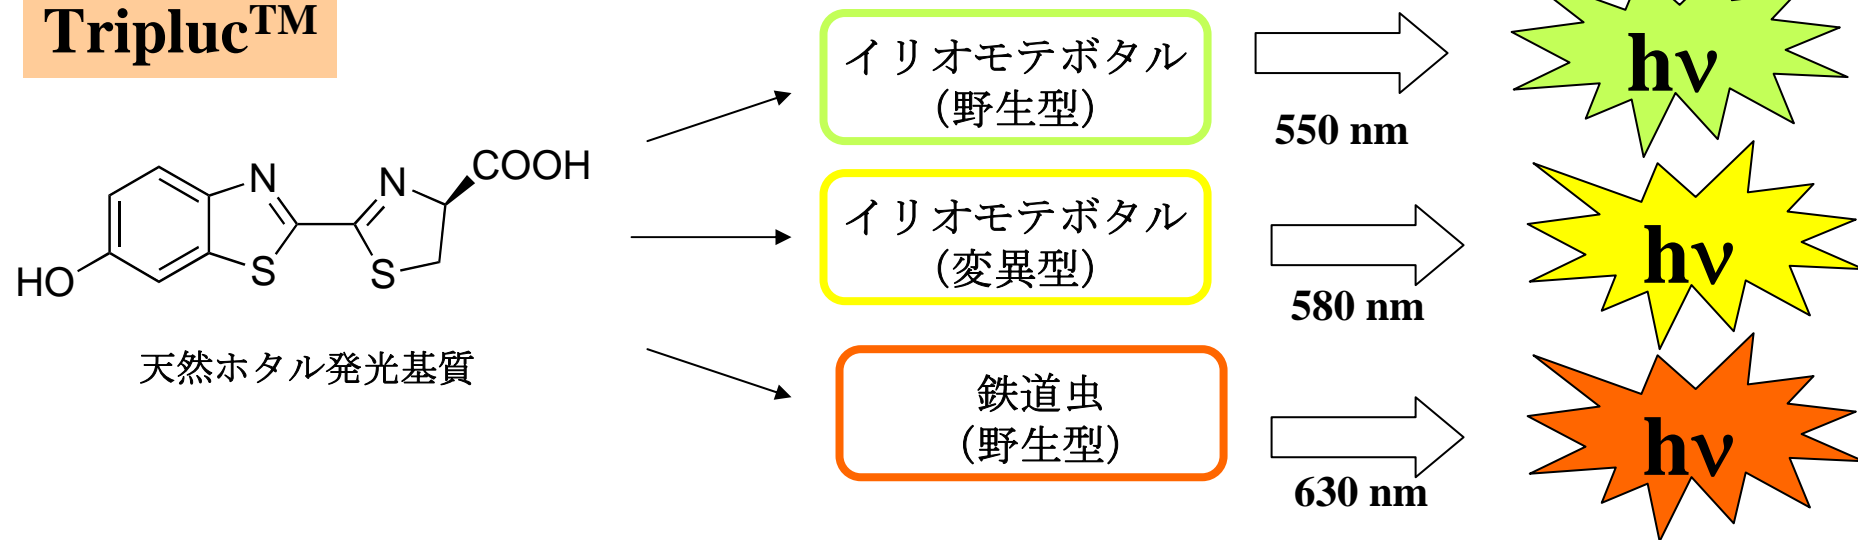 Tripluc™
イリオモテボタル
(野生型)
550 nm
hν
N
N
COOH
S
S
HO
イリオモテボタル
(変異型)
580 nm
hν
天然ホタル発光基質
鉄道虫
(野生型)
630 nm
hν